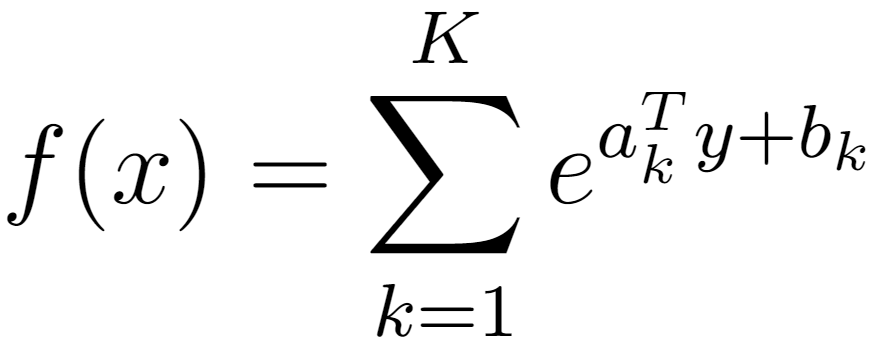 f(x) = \sum_{k=1}^{K} e^{a_k^T y + b_k}